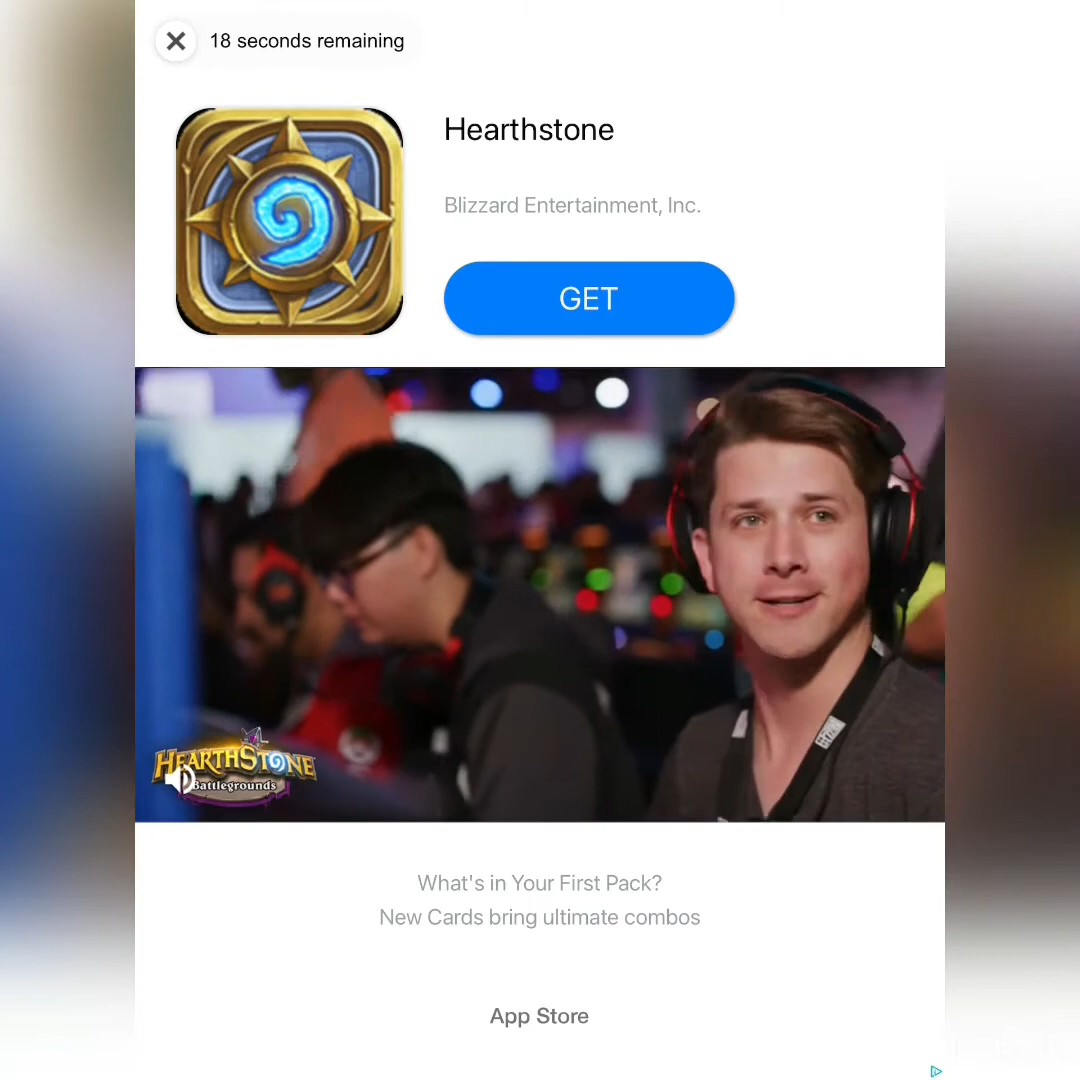 18 seconds remaining
Hearthstone
Blizzard Entertainment, Inc.
GET
HEARTHSTONE
Battlegrounds
What's in Your First Pack?
New Cards bring ultimate combos
App Store